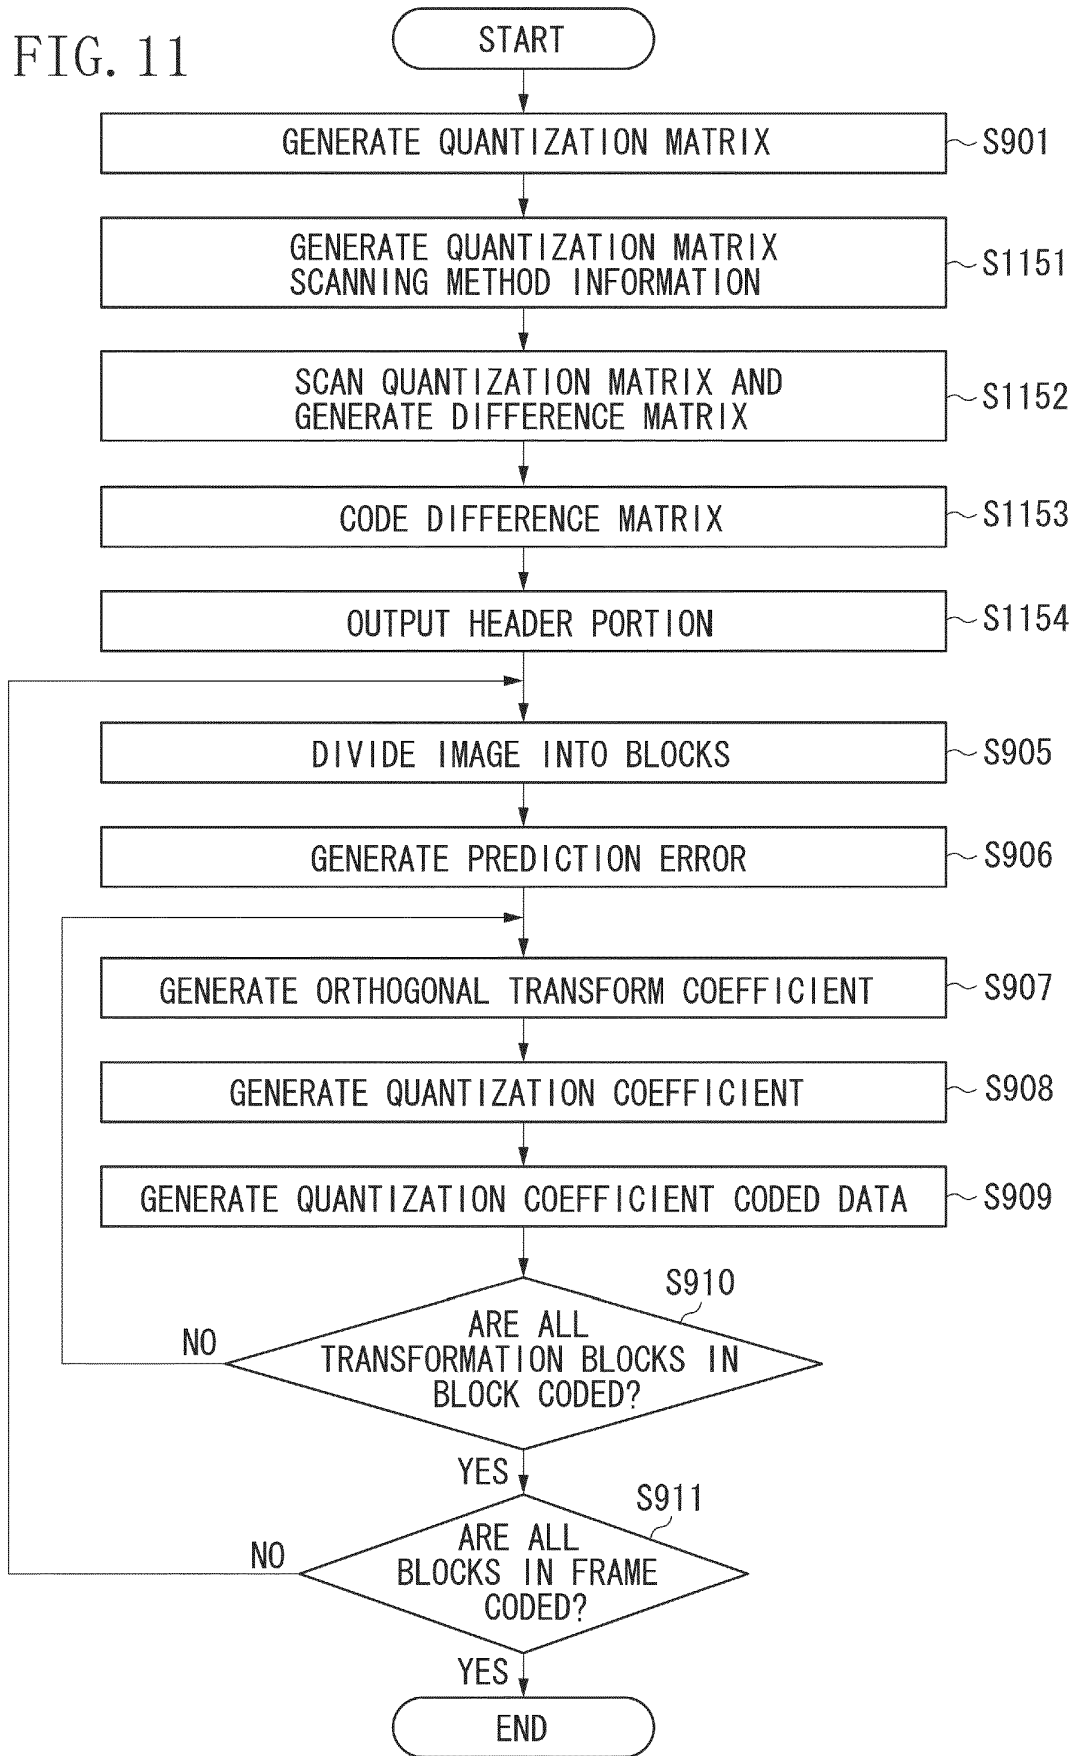 FIG. 11
START
GENERATE QUANTIZATION MATRIX
S901
GENERATE QUANTIZATION MATRIX
SCANNING METHOD INFORMATION
S1151
SCAN QUANTIZATION MATRIX AND
GENERATE DIFFERENCE MATRIX
S1152
CODE DIFFERENCE MATRIX
S1153
OUTPUT HEADER PORTION
S1154
DIVIDE IMAGE INTO BLOCKS
S905
GENERATE PREDICTION ERROR
S906
GENERATE ORTHOGONAL TRANSFORM COEFFICIENT
S907
GENERATE QUANTIZATION COEFFICIENT
S908
GENERATE QUANTIZATION COEFFICIENT CODED DATA
S909
S910
ARE ALL
TRANSFORMATION BLOCKS IN
BLOCK CODED?
NO
YES
S911
ARE ALL
BLOCKS IN FRAME
CODED?
NO
YES
END